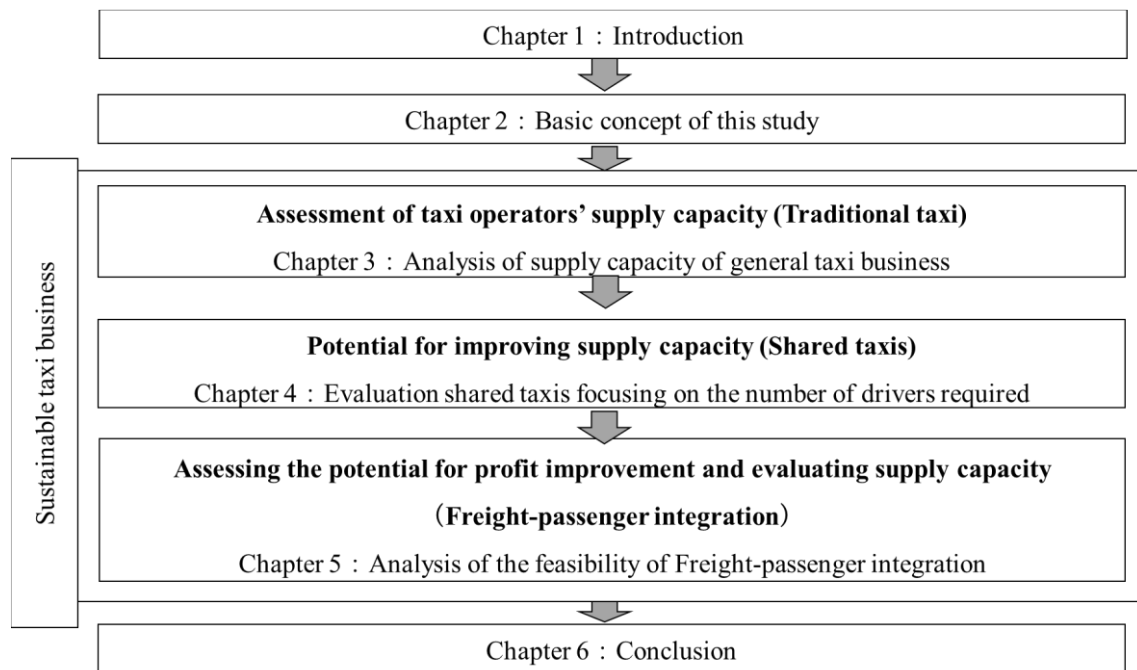 Chapter 1：Introduction
Chapter 2：Basic concept of this study
Sustainable taxi business
Assessment of taxi operators’ supply capacity (Traditional taxi)
Chapter 3：Analysis of supply capacity of general taxi business
Potential for improving supply capacity (Shared taxis)
Chapter 4：Evaluation shared taxis focusing on the number of drivers required
Assessing the potential for profit improvement and evaluating supply capacity
（Freight-passenger integration）
Chapter 5：Analysis of the feasibility of Freight-passenger integration
Chapter 6：Conclusion